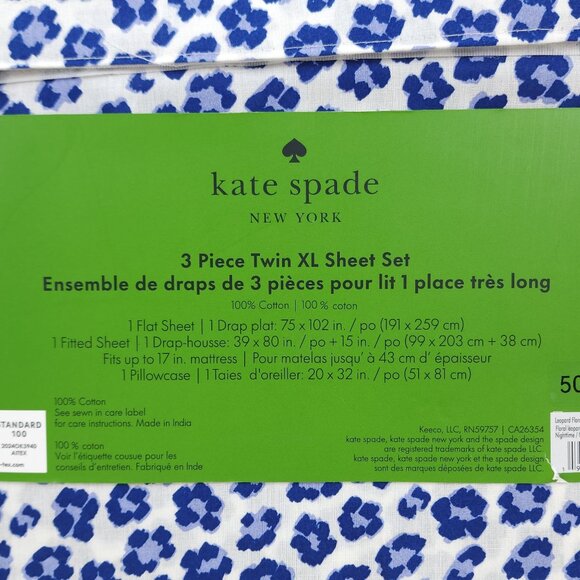 kate spade
NEW YORK
3 Piece Twin XL Sheet Set
Ensemble de draps de 3 pièces pour lit 1 place très long
100% Cotton | 100 % coton
1 Flat Sheet | 1 Drap plat: 75 x 102 in. / po (191 x 259 cm)
1 Fitted Sheet | 1 Drap-housse: 39 x 80 in. / po + 15 in. / po (99 x 203 cm + 38 cm)
Fits up to 17 in. mattress | Pour matelas jusqu' à 43 cm d' épaisseur
1 Pillowcase | 1 Taies d'oreiller: 20 x 32 in. / po (51 x 81 cm)
50
100% Cotton
See sewn in care label
for care instructions. Made in India
100 % coton
Voir l'étiquette cousue pour les
conseils d'entretien. Fabriqué en Inde
STANDARD
100
2024OK3940
AITEX
Keeco, LLC, RN59757 | CA26354
kate spade, kate spade new york and the spade design
are registered trademarks of kate spade LLC.
kate spade, kate spade new york et la spade design
sont des marques déposées de kate spade LLC.
Leopard Flora
Floral léopar
Nighttime /